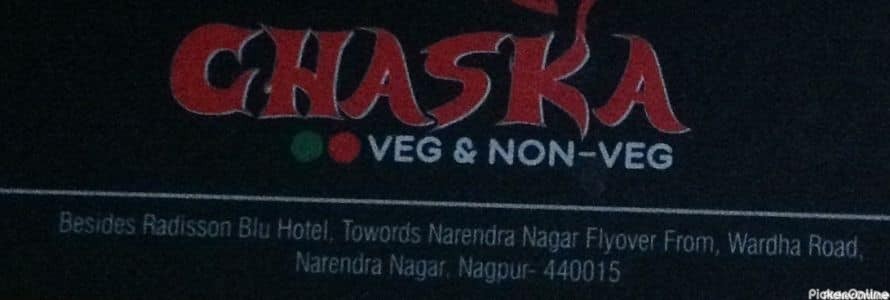 CHASKA
VEG & NON-VEG
Besides Radisson Blu Hotel, Towords Narendra Nagar Flyover From, Wardha Road,
Narendra Nagar, Nagpur- 440015
PickerOnline